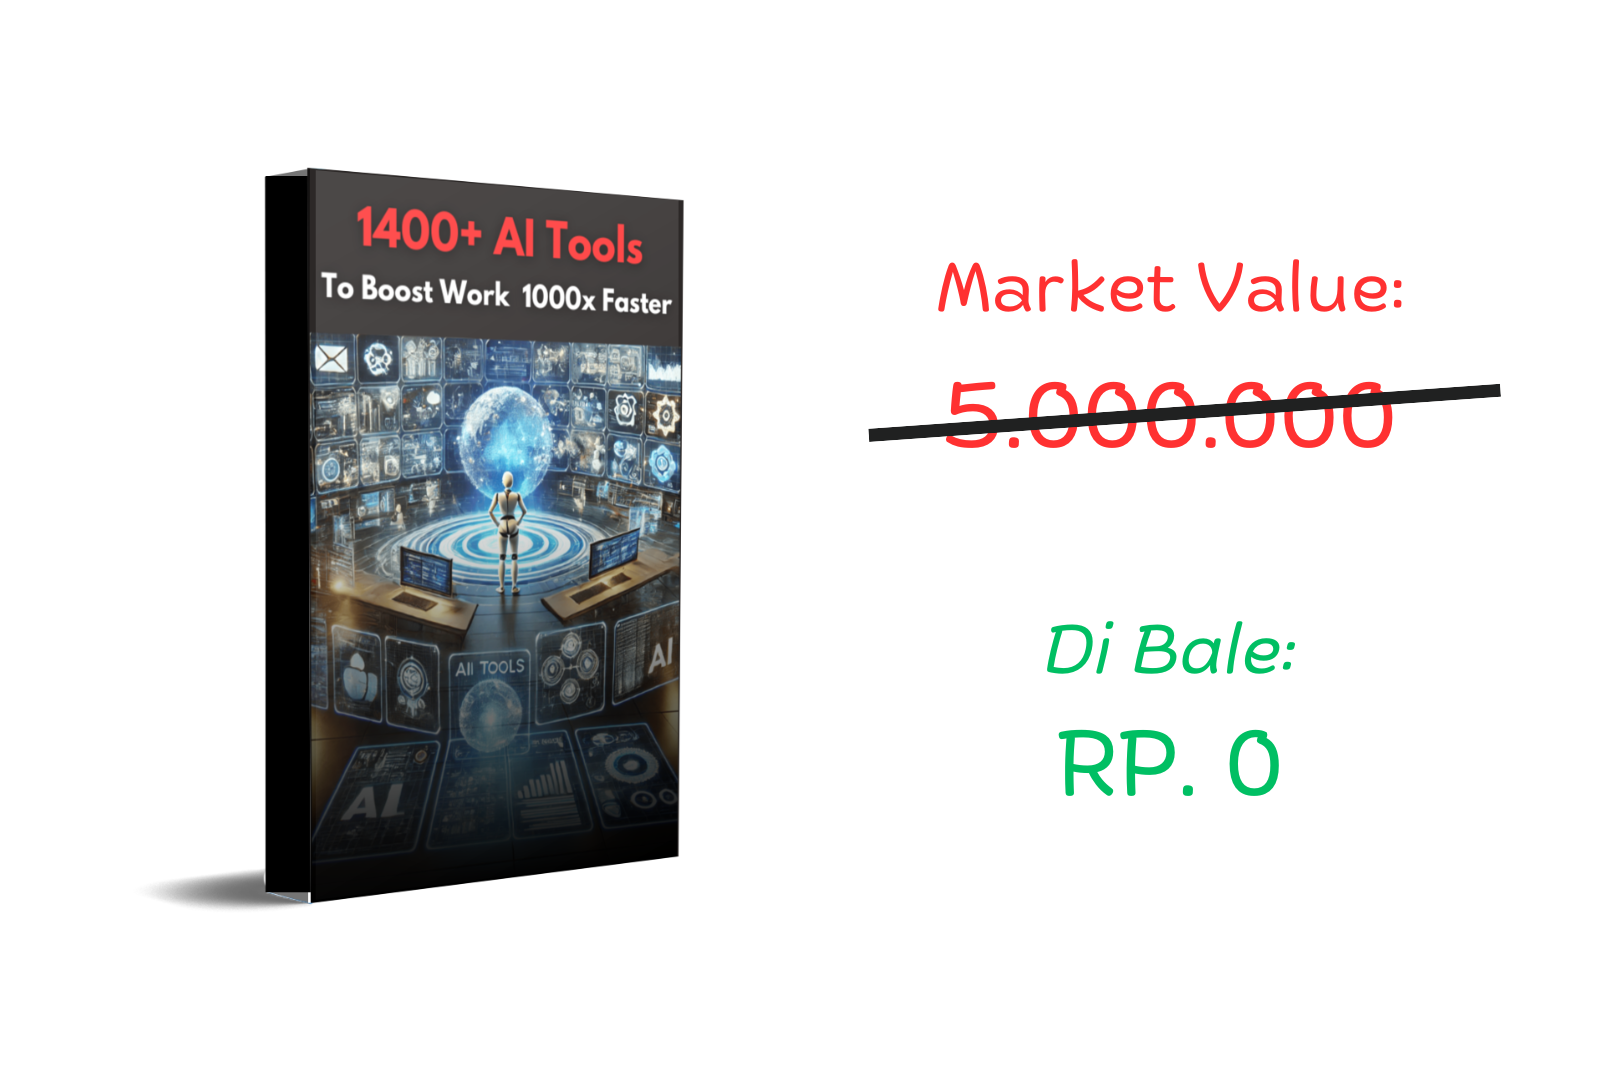 1400+ AI Tools
To Boost Work 1000x Faster
AII TOOLS
AI
AI
Market Value:
5.000.000
Di Bale:
RP. 0